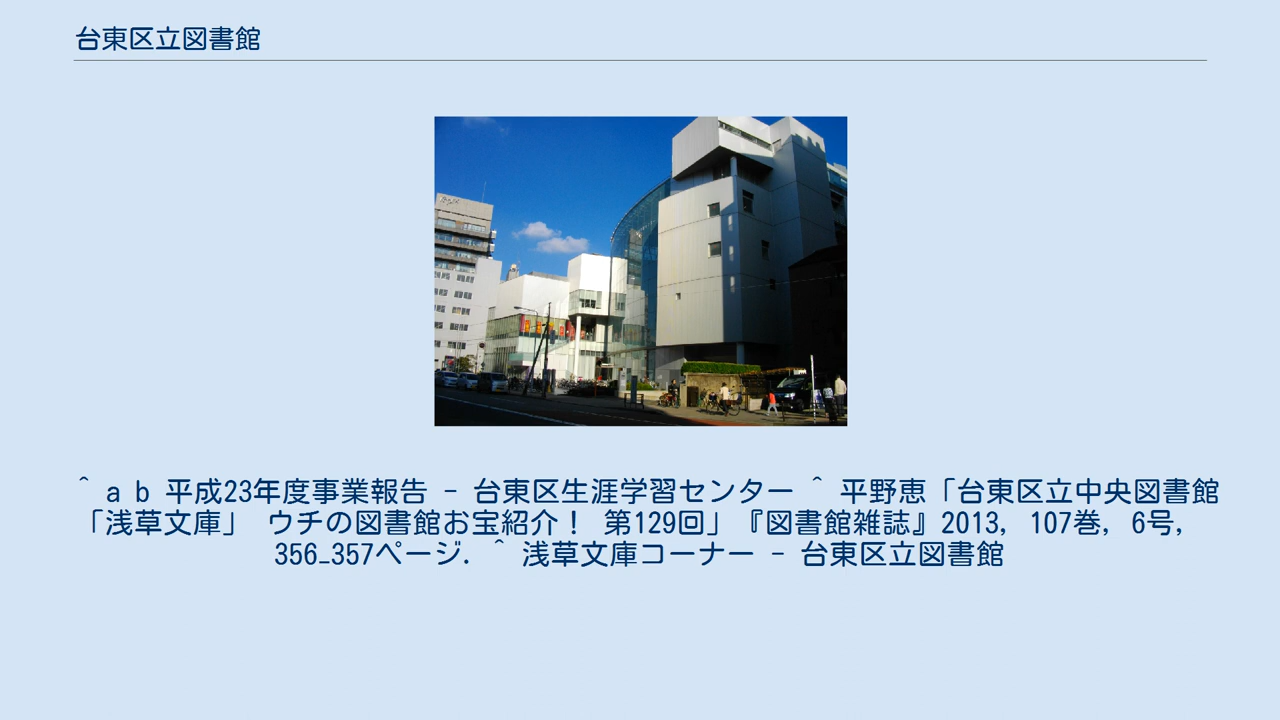 台東区立図書館
^ a b 平成23年度事業報告 - 台東区生涯学習センター ^ 平野恵「台東区立中央図書館
「浅草文庫」 ウチの図書館お宝紹介! 第129回」『図書館雑誌』2013, 107巻, 6号,
356_357ページ. ^ 浅草文庫コーナー - 台東区立図書館